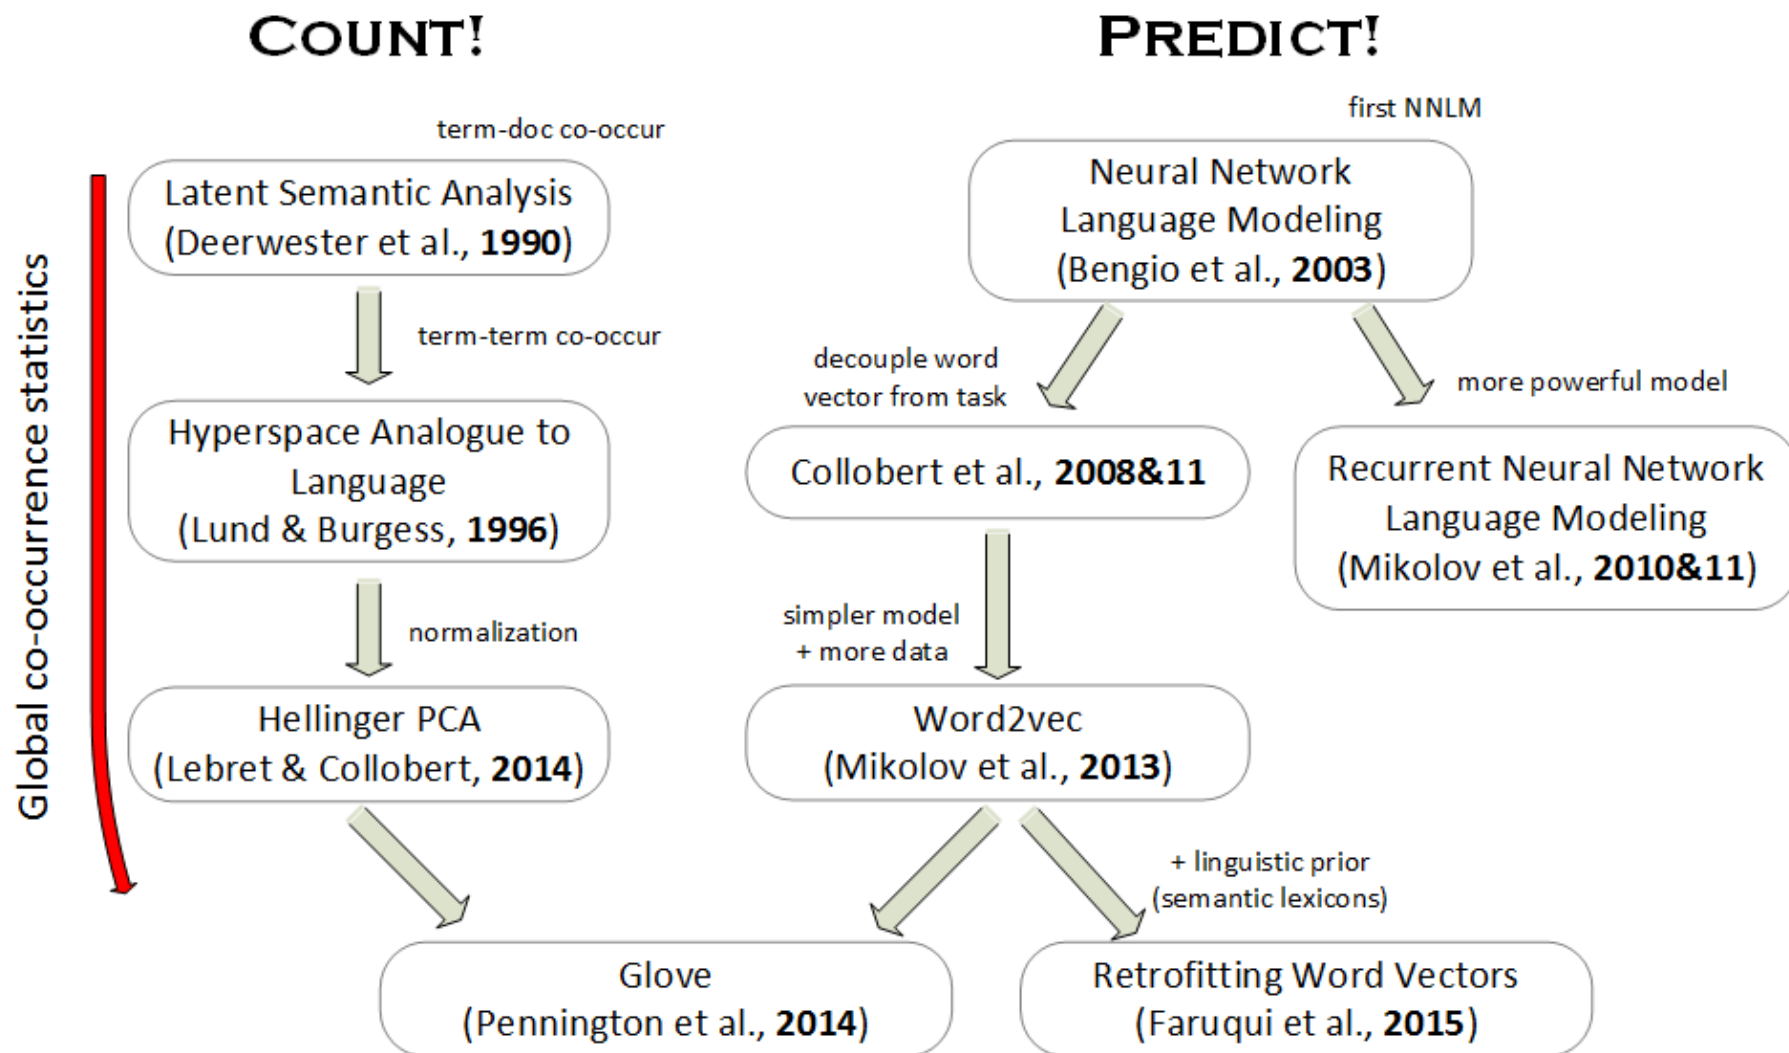 COUNT!
PREDICT!
Global co-occurrence statistics
term-doc co-occur
Latent Semantic Analysis
(Deerwester et al., 1990)
term-term co-occur
Hyperspace Analogue to
Language
(Lund & Burgess, 1996)
normalization
Hellinger PCA
(Lebret & Collobert, 2014)
first NNLM
Neural Network
Language Modeling
(Bengio et al., 2003)
decouple word
vector from task
more powerful model
Collobert et al., 2008&11
Recurrent Neural Network
Language Modeling
(Mikolov et al., 2010&11)
simpler model
+ more data
Word2vec
(Mikolov et al., 2013)
+ linguistic prior
(semantic lexicons)
Glove
(Pennington et al., 2014)
Retrofitting Word Vectors
(Faruqui et al., 2015)